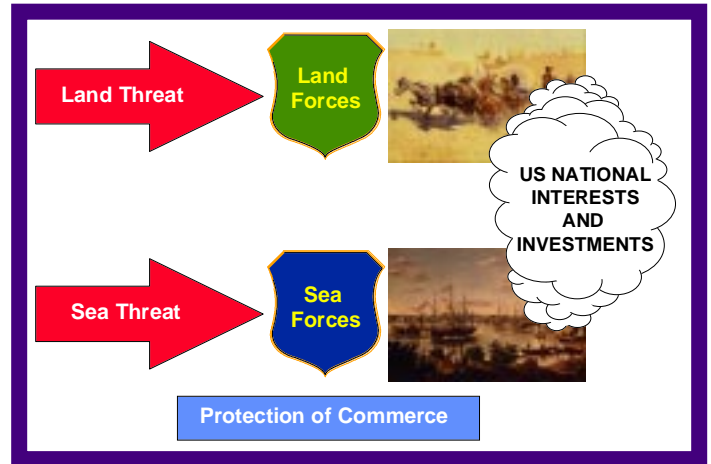 Land Threat
Land
Forces
US NATIONAL
INTERESTS
AND
INVESTMENTS
Sea Threat
Sea
Forces
Protection of Commerce